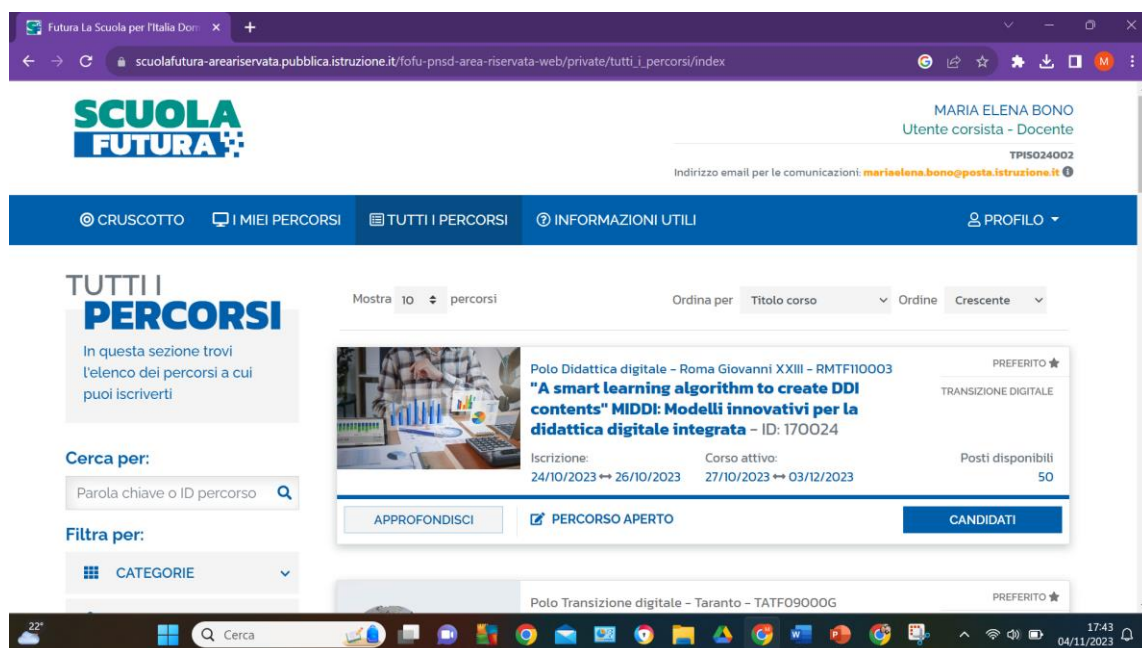 Futura La Scuola per l'Italia Dom
scuolafutura-areariservata.pubblica.istruzione.it/fofu-pnsd-area-riservata-web/private/tutti_i_percorsi/index
M
SCUOLA
FUTURA
MARIA ELENA BONO
Utente corsista - Docente
TPIS024002
Indirizzo email per le comunicazioni: mariaelena.bono@posta.istruzione.it
CRUSCOTTO I MIEI PERCORSI TUTTI I PERCORSI INFORMAZIONI UTILI PROFILO
TUTTI I
PERCORSI
In questa sezione trovi
l'elenco dei percorsi a cui
puoi iscriverti
Cerca per:
Parola chiave o ID percorso
Filtra per:
CATEGORIE
Mostra 10 percorsi
Ordina per Titolo corso Ordine Crescente
Polo Didattica digitale - Roma Giovanni XXIII - RMTF110003
"A smart learning algorithm to create DDI
contents" MIDDI: Modelli innovativi per la
didattica digitale integrata - ID: 170024
PREFERITO
TRANSIZIONE DIGITALE
Iscrizione: Corso attivo: Posti disponibili
24/10/2023 ↔ 26/10/2023 27/10/2023 ↔ 03/12/2023 50
APPROFONDISCI PERCORSO APERTO CANDIDATI
Polo Transizione digitale - Taranto - TATF09000G
PREFERITO
22°
Cerca
17:43
04/11/2023